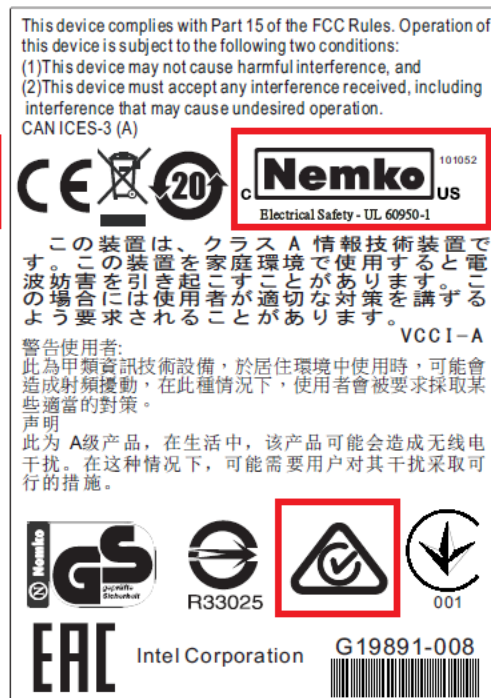 This device complies with Part 15 of the FCC Rules. Operation of
this device is subject to the following two conditions:
(1)This device may not cause harmful interference, and
(2)This device must accept any interference received, including
interference that may cause undesired operation.
CAN ICES-3 (A)
CE
20
c Nemko US
101052
Electrical Safety - UL 60950-1
この装置は、クラス A 情報技術装置で
す。この装置を家庭環境で使用すると電
波妨害を引き起こすことがあります。こ
の場合には使用者が適切な対策を講ずる
よう要求されることがあります。
VCCI-A
警告使用者:
此為甲類資訊技術設備，於居住環境中使用時，可能會
造成射頻擾動，在此種情況下，使用者會被要求採取某
些適當的對策。
声明
此为 A级产品，在生活中，该产品可能会造成无线电
干扰。在这种情况下，可能需要用户对其干扰采取可
行的措施。
N Nemko
GS
geprüfte
Sicherheit
R33025
001
EAC
Intel Corporation
G19891-008